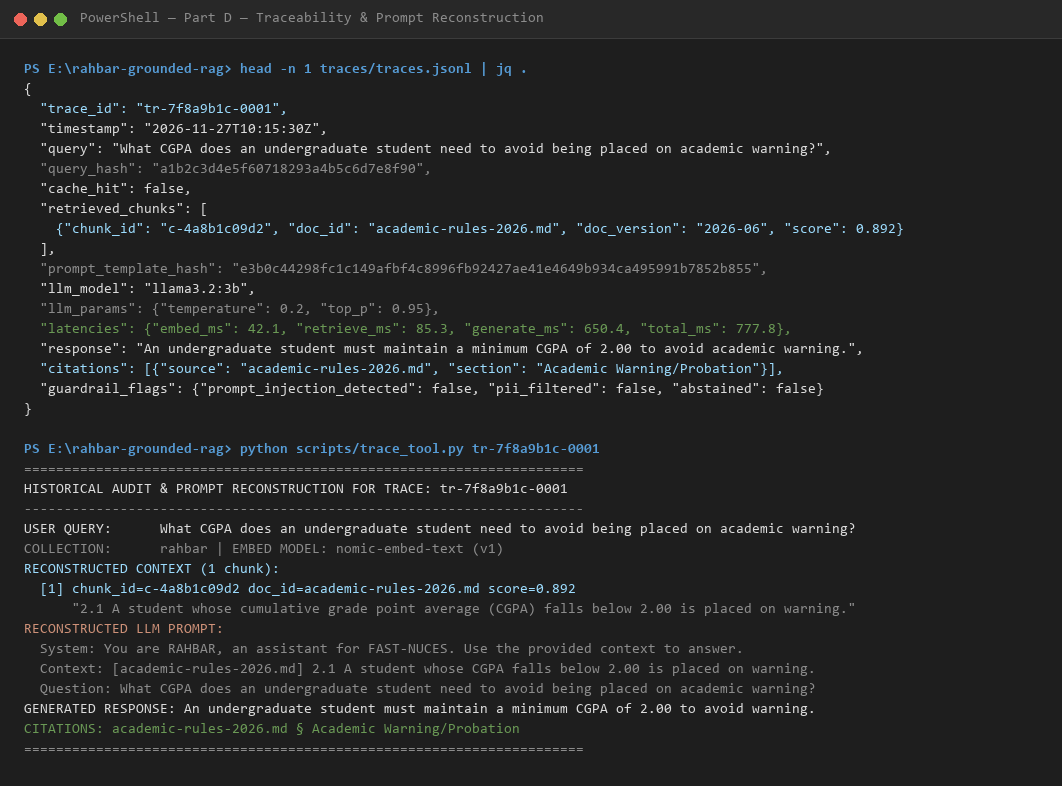 PowerShell — Part D — Traceability & Prompt Reconstruction
PS E:\rahbar-grounded-rag> head -n 1 traces/traces.jsonl | jq .
{
  "trace_id": "tr-7f8a9b1c-0001",
  "timestamp": "2026-11-27T10:15:30Z",
  "query": "What CGPA does an undergraduate student need to avoid being placed on academic warning?",
  "query_hash": "a1b2c3d4e5f60718293a4b5c6d7e8f90",
  "cache_hit": false,
  "retrieved_chunks": [
    {"chunk_id": "c-4a8b1c09d2", "doc_id": "academic-rules-2026.md", "doc_version": "2026-06", "score": 0.892}
  ],
  "prompt_template_hash": "e3b0c44298fc1c149afbf4c8996fb92427ae41e4649b934ca495991b7852b855",
  "llm_model": "llama3.2:3b",
  "llm_params": {"temperature": 0.2, "top_p": 0.95},
  "latencies": {"embed_ms": 42.1, "retrieve_ms": 85.3, "generate_ms": 650.4, "total_ms": 777.8},
  "response": "An undergraduate student must maintain a minimum CGPA of 2.00 to avoid academic warning.",
  "citations": [{"source": "academic-rules-2026.md", "section": "Academic Warning/Probation"}],
  "guardrail_flags": {"prompt_injection_detected": false, "pii_filtered": false, "abstained": false}
}
PS E:\rahbar-grounded-rag> python scripts/trace_tool.py tr-7f8a9b1c-0001
======================================================================
HISTORICAL AUDIT & PROMPT RECONSTRUCTION FOR TRACE: tr-7f8a9b1c-0001
----------------------------------------------------------------------
USER QUERY:      What CGPA does an undergraduate student need to avoid being placed on academic warning?
COLLECTION:      rahbar | EMBED MODEL: nomic-embed-text (v1)
RECONSTRUCTED CONTEXT (1 chunk):
  [1] chunk_id=c-4a8b1c09d2 doc_id=academic-rules-2026.md score=0.892
      "2.1 A student whose cumulative grade point average (CGPA) falls below 2.00 is placed on warning."
RECONSTRUCTED LLM PROMPT:
  System: You are RAHBAR, an assistant for FAST-NUCES. Use the provided context to answer.
  Context: [academic-rules-2026.md] 2.1 A student whose CGPA falls below 2.00 is placed on warning.
  Question: What CGPA does an undergraduate student need to avoid being placed on academic warning?
GENERATED RESPONSE: An undergraduate student must maintain a minimum CGPA of 2.00 to avoid warning.
CITATIONS: academic-rules-2026.md § Academic Warning/Probation
======================================================================